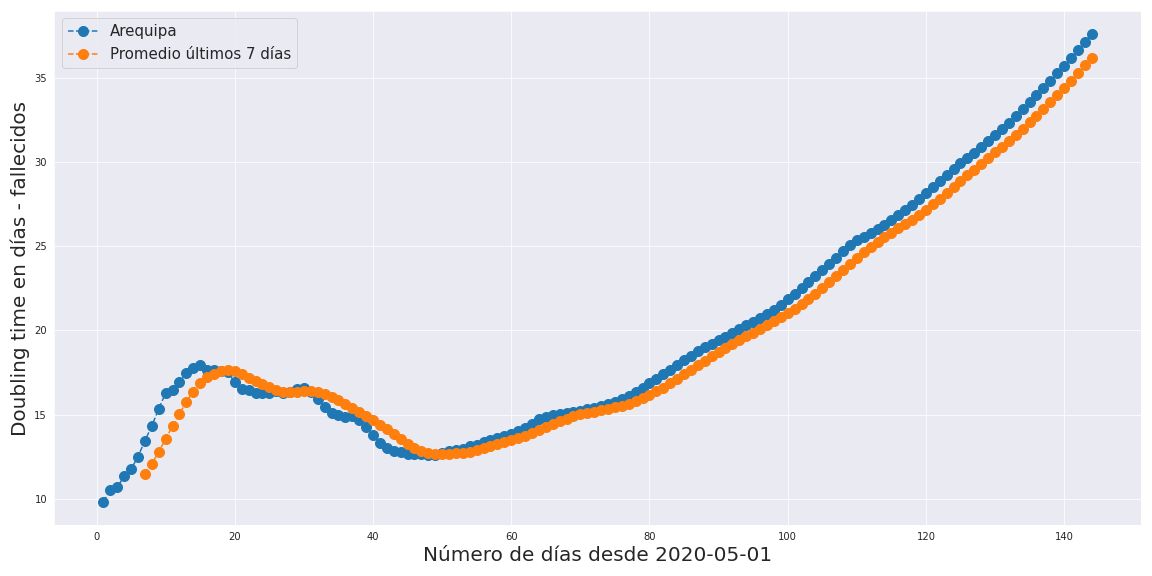 Arequipa
Promedio últimos 7 días
Doubling time en días - fallecidos
35
30
25
20
15
10
0 20 40 60 80 100 120 140
Número de días desde 2020-05-01